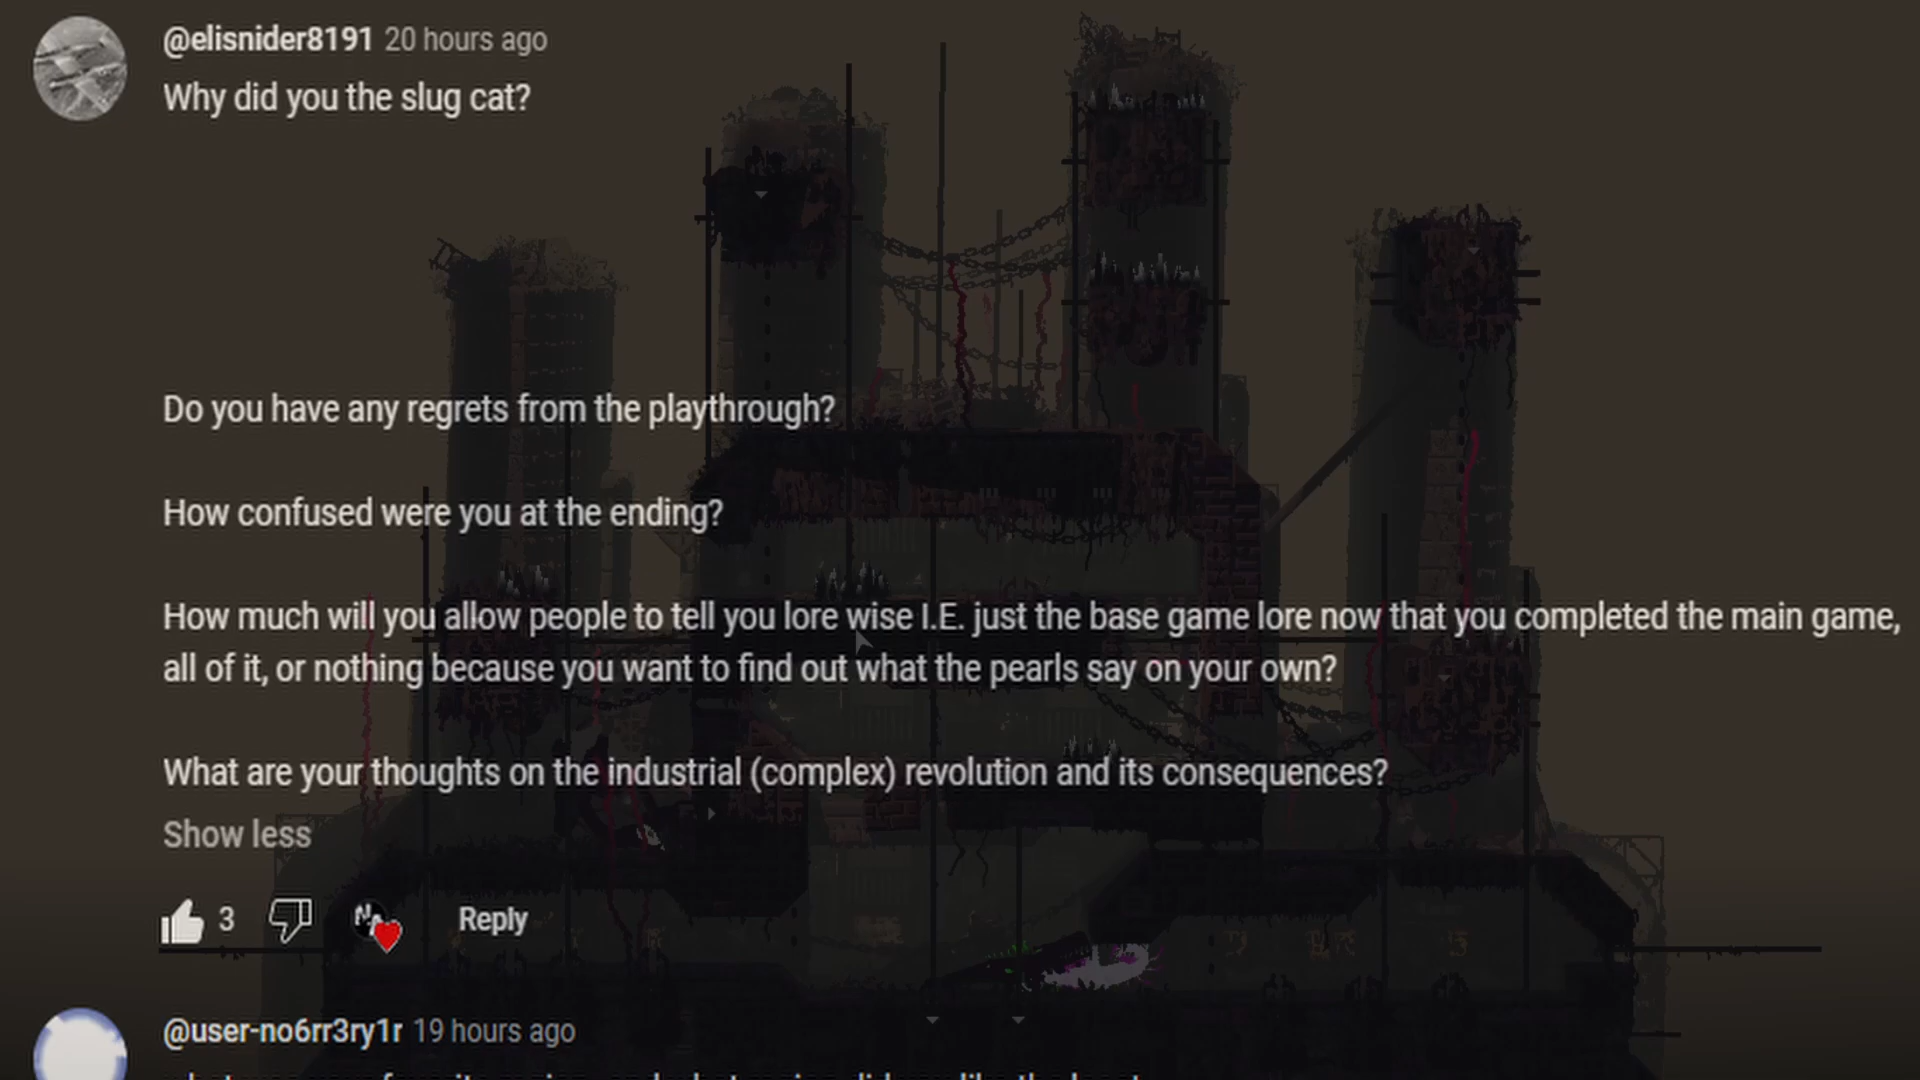 @elisnider8191 20 hours ago
Why did you the slug cat?
Do you have any regrets from the playthrough?
How confused were you at the ending?
How much will you allow people to tell you lore wise I.E. just the base game lore now that you completed the main game,
all of it, or nothing because you want to find out what the pearls say on your own?
What are your thoughts on the industrial (complex) revolution and its consequences?
Show less
3 Reply
@user-no6rr3ry1r 19 hours ago